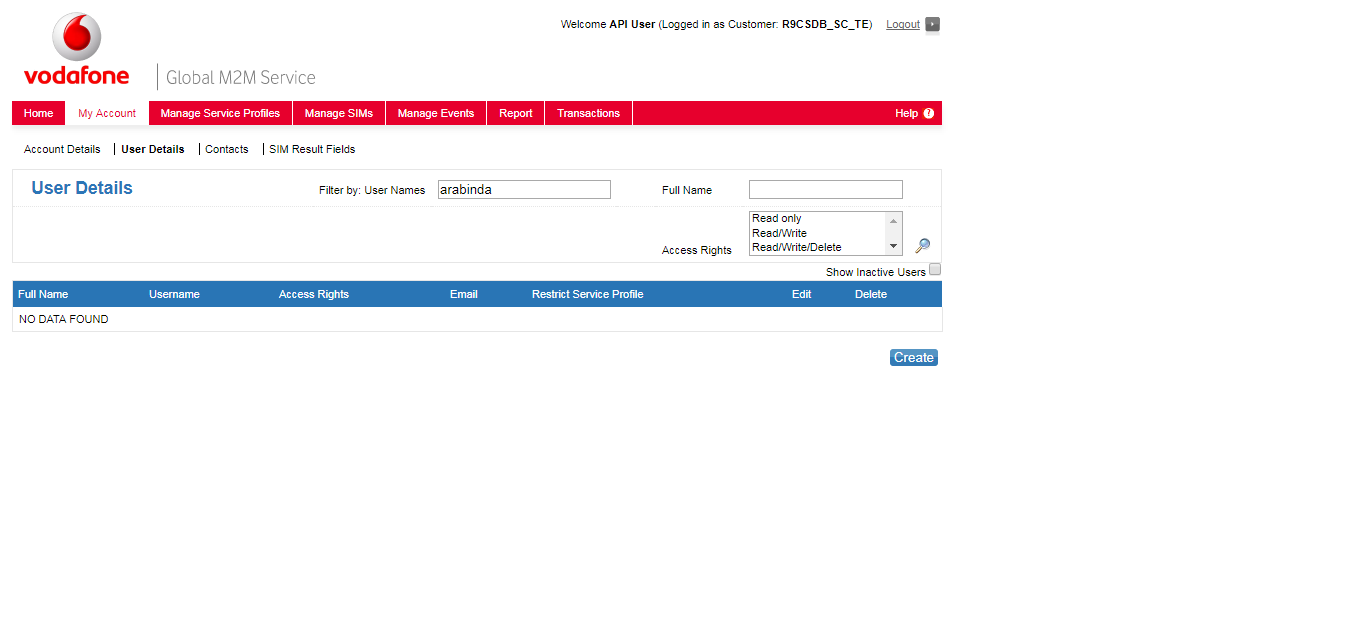 Welcome API User (Logged in as Customer: R9CSDB_SC_TE) Logout
vodafone Global M2M Service
Home My Account Manage Service Profiles Manage SIMs Manage Events Report Transactions Help ?
Account Details User Details Contacts SIM Result Fields
User Details Filter by: User Names arabinda Full Name
Read only
Read/Write
Access Rights Read/Write/Delete
Show Inactive Users
Full Name Username Access Rights Email Restrict Service Profile Edit Delete
NO DATA FOUND
Create